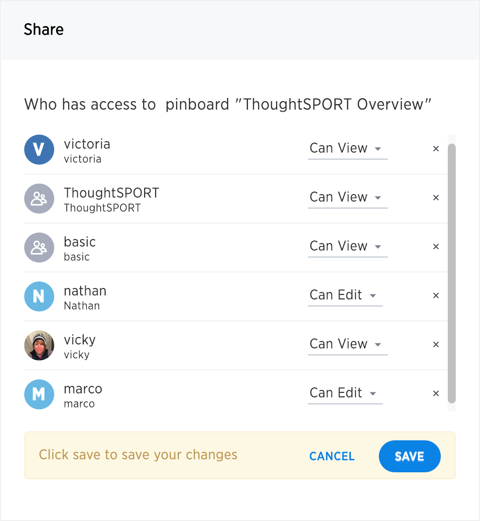 Share
Who has access to pinboard "ThoughtSPORT Overview"
V victoria Can View ×
victoria
ThoughtSPORT Can View ×
ThoughtSPORT
basic Can View ×
basic
N nathan Can Edit ×
Nathan
vicky Can View ×
vicky
M marco Can Edit ×
marco
Click save to save your changes CANCEL SAVE